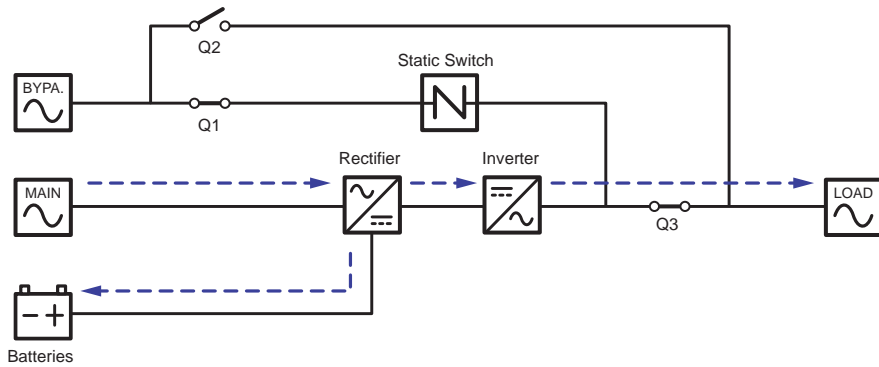 Q2
Static Switch
BYPA.
Q1
Rectifier
Inverter
MAIN
LOAD
Q3
Batteries